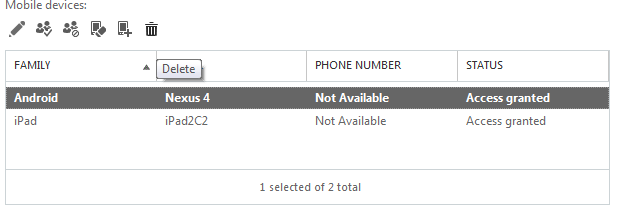 Mobile devices:
FAMILY PHONE NUMBER STATUS
Delete
Android Nexus 4 Not Available Access granted
iPad iPad2C2 Not Available Access granted
1 selected of 2 total